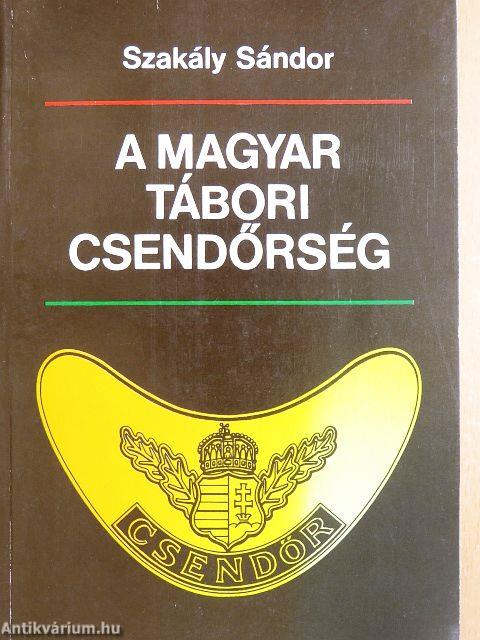 Szakály Sándor
A MAGYAR
TÁBORI
CSENDŐRSÉG
CSENDŐR
Antikvárium.hu